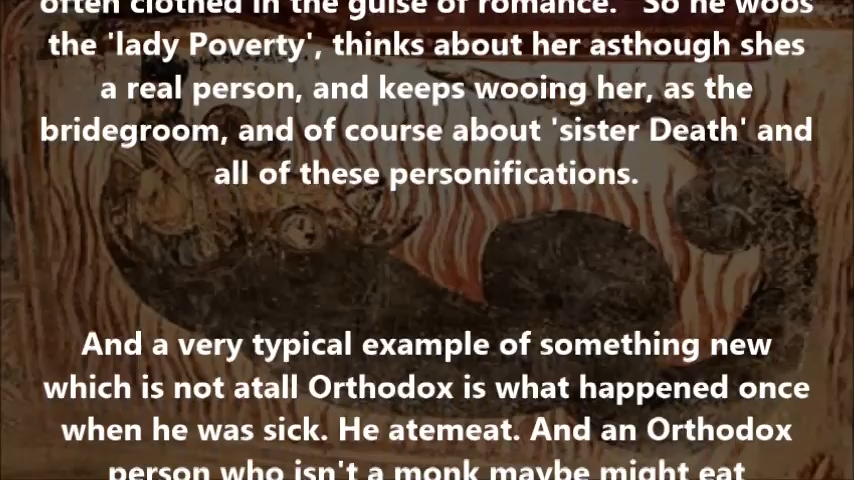 often clothed in the guise of romance." So he woos
the 'lady Poverty', thinks about her asthough shes
a real person, and keeps wooing her, as the
bridegroom, and of course about 'sister Death' and
all of these personifications.
And a very typical example of something new
which is not atall Orthodox is what happened once
when he was sick. He atemeat. And an Orthodox
person who isn't a monk maybe might eat